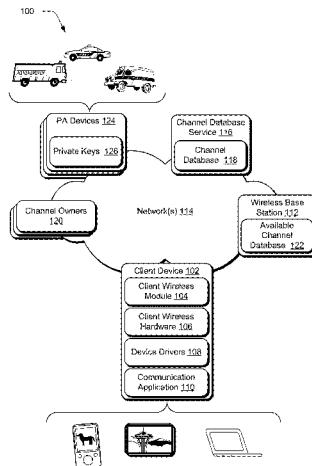 100
PA Devices 124
Private Keys 126
Channel Database
Service 116
Channel
Database 118
Channel Owners
120
Network(s) 114
Wireless Base
Station 112
Available
Channel
Database 122
Client Device 102
Client Wireless
Module 104
Client Wireless
Hardware 106
Device Drivers 108
Communication
Application 110